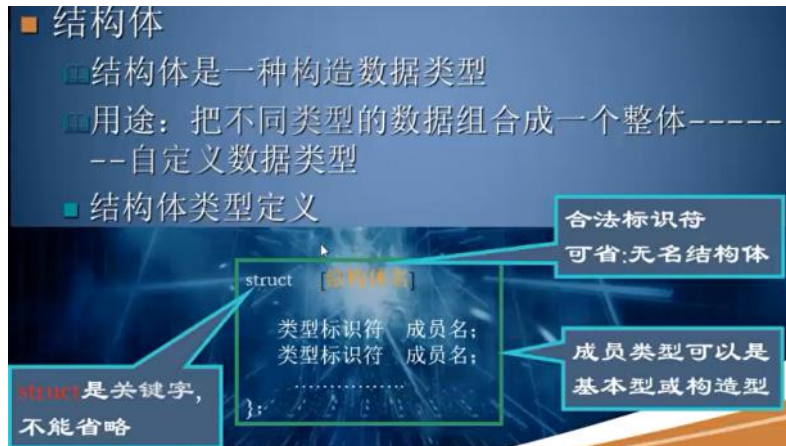 结构体
结构体是一种构造数据类型
用途：把不同类型的数据组合成一个整体------
--自定义数据类型
结构体类型定义
合法标识符
可省:无名结构体
struct [结构体名]
类型标识符 成员名;
类型标识符 成员名;
...............
};
成员类型可以是
基本型或构造型
struct是关键字,
不能省略